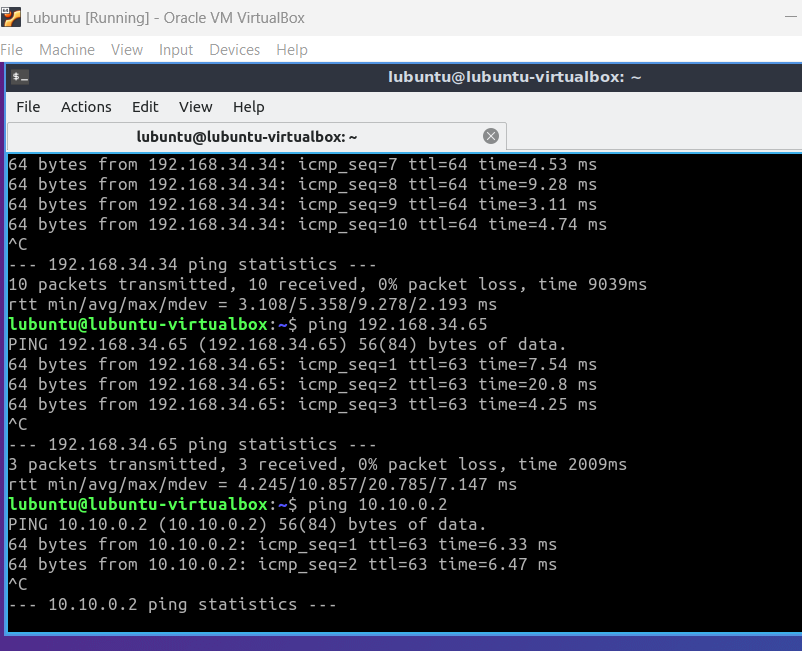 Lubuntu [Running] - Oracle VM VirtualBox
File Machine View Input Devices Help
lubuntu@lubuntu-virtualbox: ~
File Actions Edit View Help
lubuntu@lubuntu-virtualbox: ~
64 bytes from 192.168.34.34: icmp_seq=7 ttl=64 time=4.53 ms
64 bytes from 192.168.34.34: icmp_seq=8 ttl=64 time=9.28 ms
64 bytes from 192.168.34.34: icmp_seq=9 ttl=64 time=3.11 ms
64 bytes from 192.168.34.34: icmp_seq=10 ttl=64 time=4.74 ms
^C
--- 192.168.34.34 ping statistics ---
10 packets transmitted, 10 received, 0% packet loss, time 9039ms
rtt min/avg/max/mdev = 3.108/5.358/9.278/2.193 ms
lubuntu@lubuntu-virtualbox:~$ ping 192.168.34.65
PING 192.168.34.65 (192.168.34.65) 56(84) bytes of data.
64 bytes from 192.168.34.65: icmp_seq=1 ttl=63 time=7.54 ms
64 bytes from 192.168.34.65: icmp_seq=2 ttl=63 time=20.8 ms
64 bytes from 192.168.34.65: icmp_seq=3 ttl=63 time=4.25 ms
^C
--- 192.168.34.65 ping statistics ---
3 packets transmitted, 3 received, 0% packet loss, time 2009ms
rtt min/avg/max/mdev = 4.245/10.857/20.785/7.147 ms
lubuntu@lubuntu-virtualbox:~$ ping 10.10.0.2
PING 10.10.0.2 (10.10.0.2) 56(84) bytes of data.
64 bytes from 10.10.0.2: icmp_seq=1 ttl=63 time=6.33 ms
64 bytes from 10.10.0.2: icmp_seq=2 ttl=63 time=6.47 ms
^C
--- 10.10.0.2 ping statistics ---